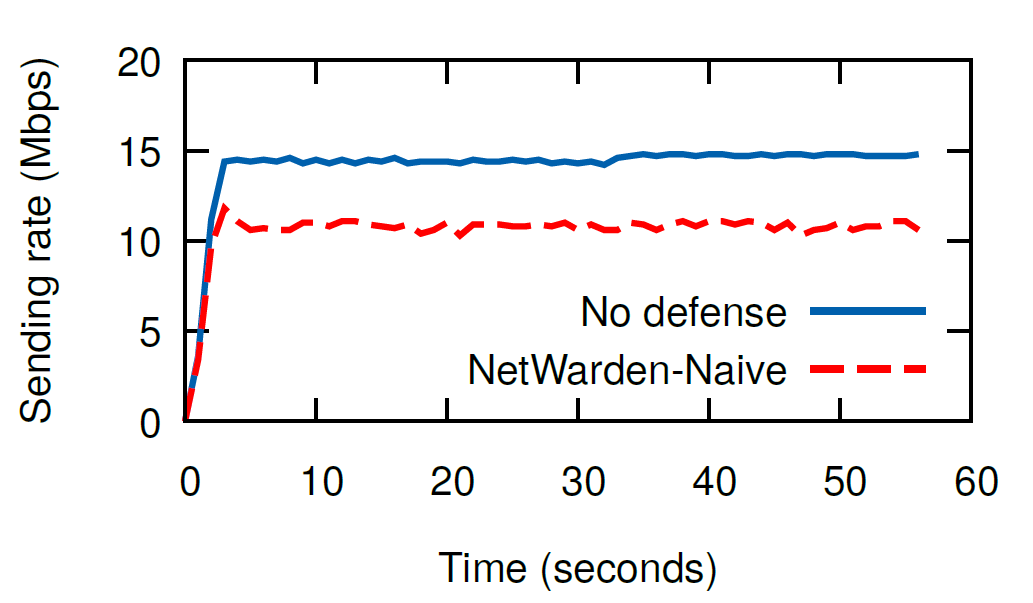 Sending rate (Mbps)
20
15
10
5
0
No defense
NetWarden-Naive
0 10 20 30 40 50 60
Time (seconds)